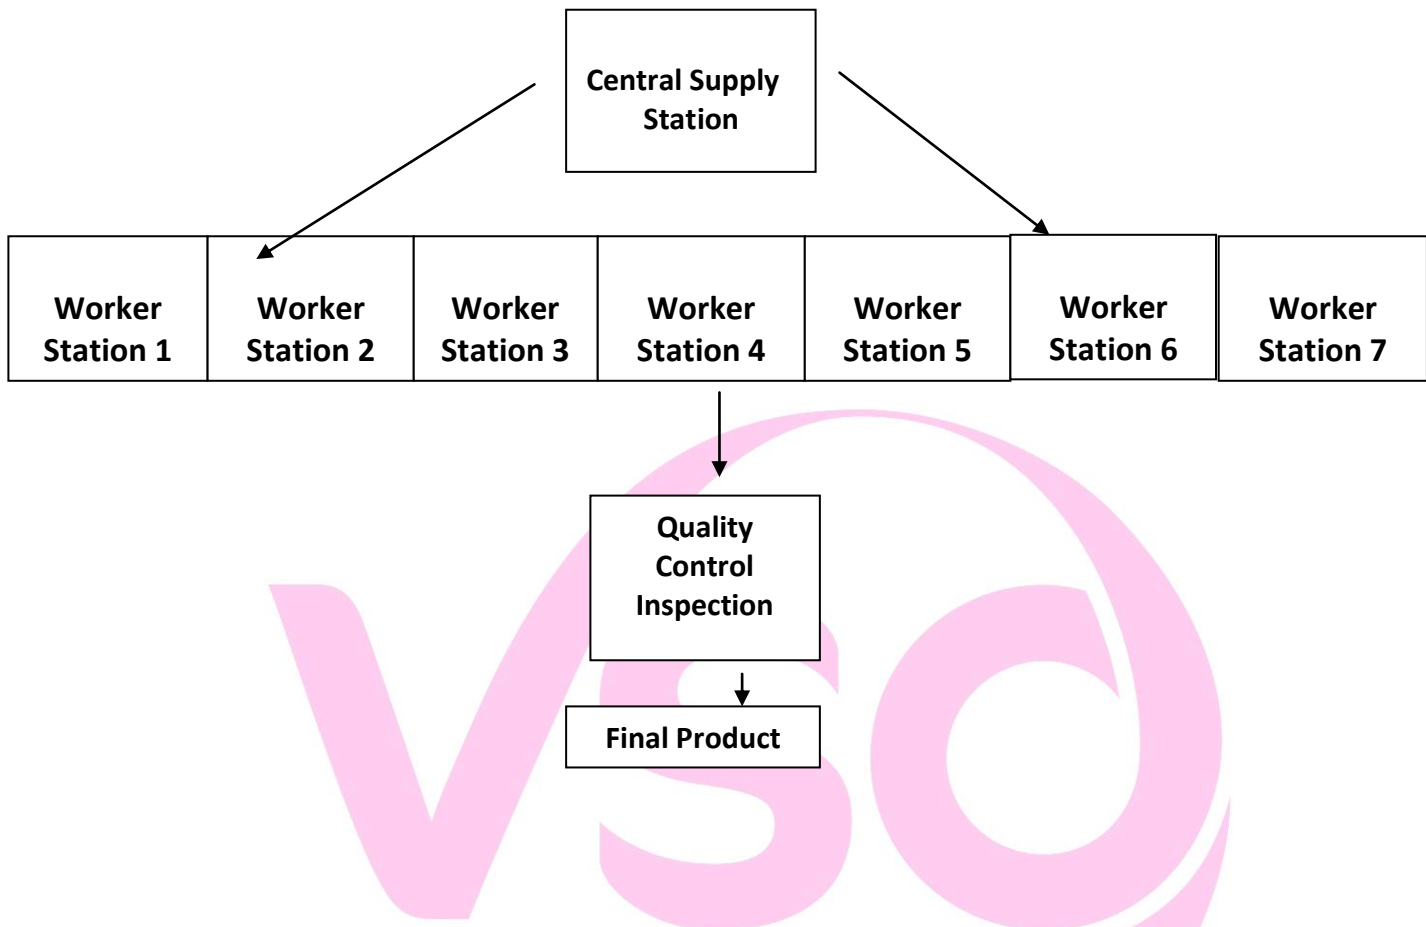 Central Supply
Station
Worker
Station 1
Worker
Station 2
Worker
Station 3
Worker
Station 4
Worker
Station 5
Worker
Station 6
Worker
Station 7
Quality
Control
Inspection
Final Product
vso